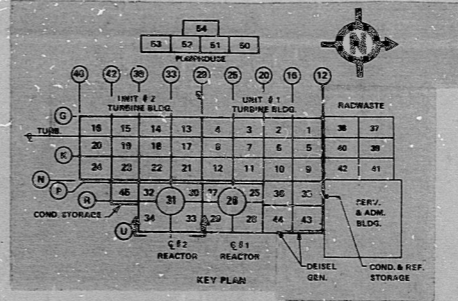 54
53 52 51 50
PUMPHOUSE
N
42 38 33 29 25 20 16 12
UNIT #2 TURBINE BLDG.
UNIT #1 TURBINE BLDG.
RADWASTE
G
16 15 14 13 4 3 2 1 38 37
TURB.
20 19 18 17 8 7 6 5 40 39
K
24 23 22 21 12 11 10 9 42 41
N
P
R
45 32 31 30 27 26 25 36 35
COND. STORAGE
34 33 29 28 44 43
U
SERV. & ADM. BLDG.
#2 REACTOR
#1 REACTOR
DEISEL GEN.
COND. & REF. STORAGE
KEY PLAN